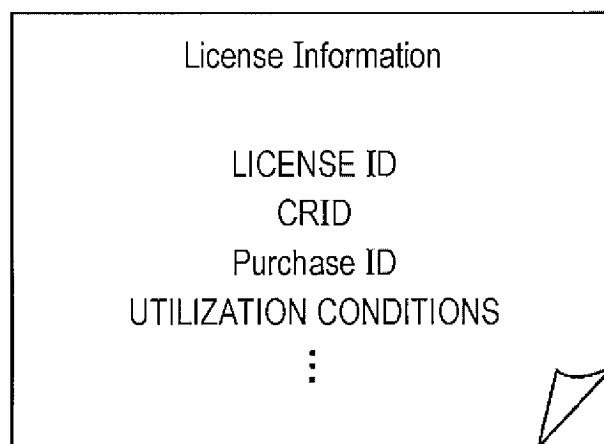 License Information
LICENSE ID
CRID
Purchase ID
UTILIZATION CONDITIONS
⋮